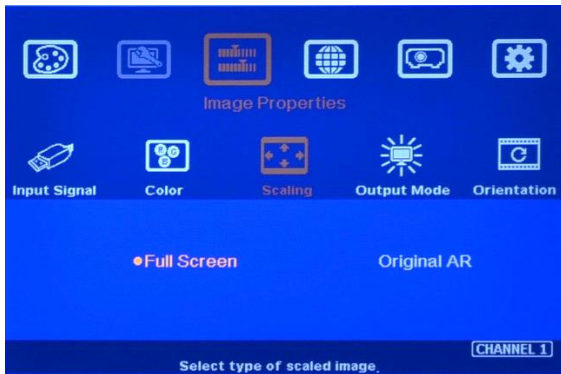 Image Properties
Input Signal
Color
Scaling
Output Mode
Orientation
Full Screen
Original AR
CHANNEL 1
Select type of scaled image.